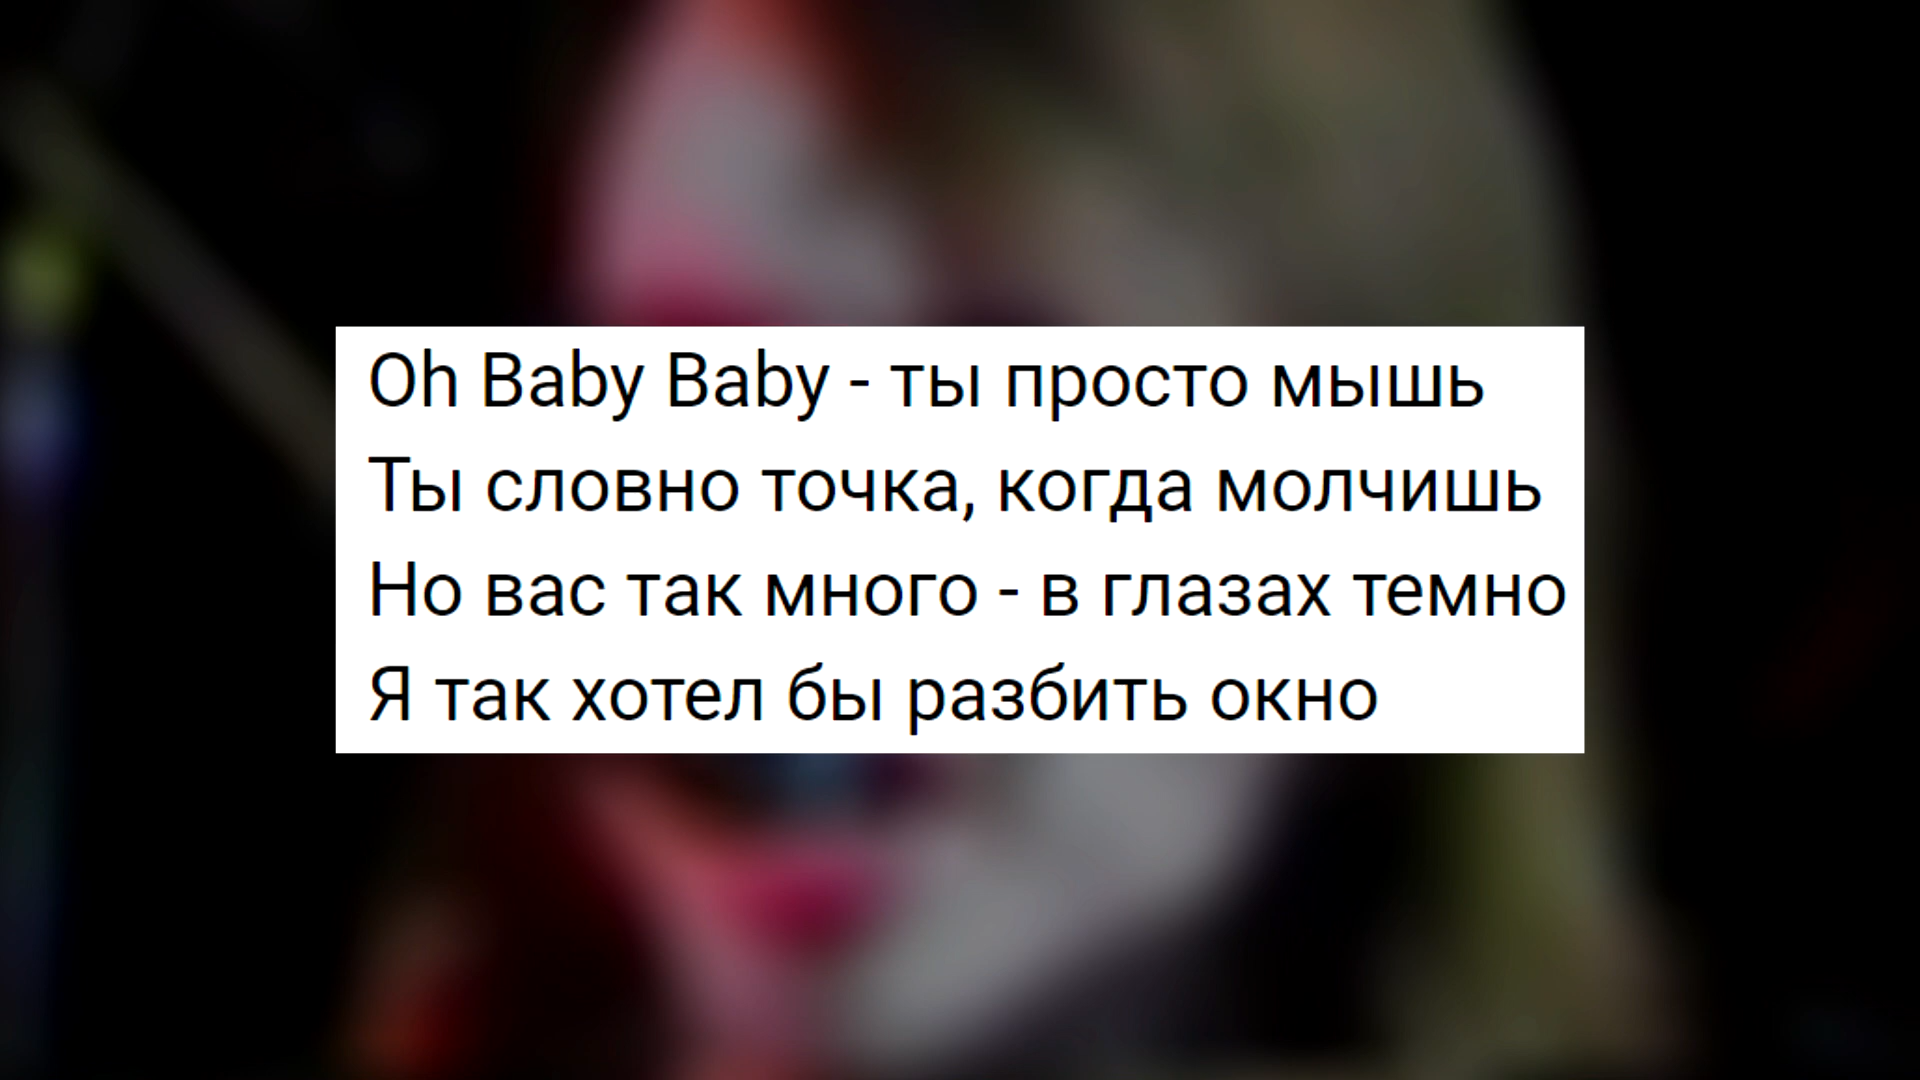 Oh Baby Baby - ты просто мышь
Ты словно точка, когда молчишь
Но вас так много - в глазах темно
Я так хотел бы разбить окно